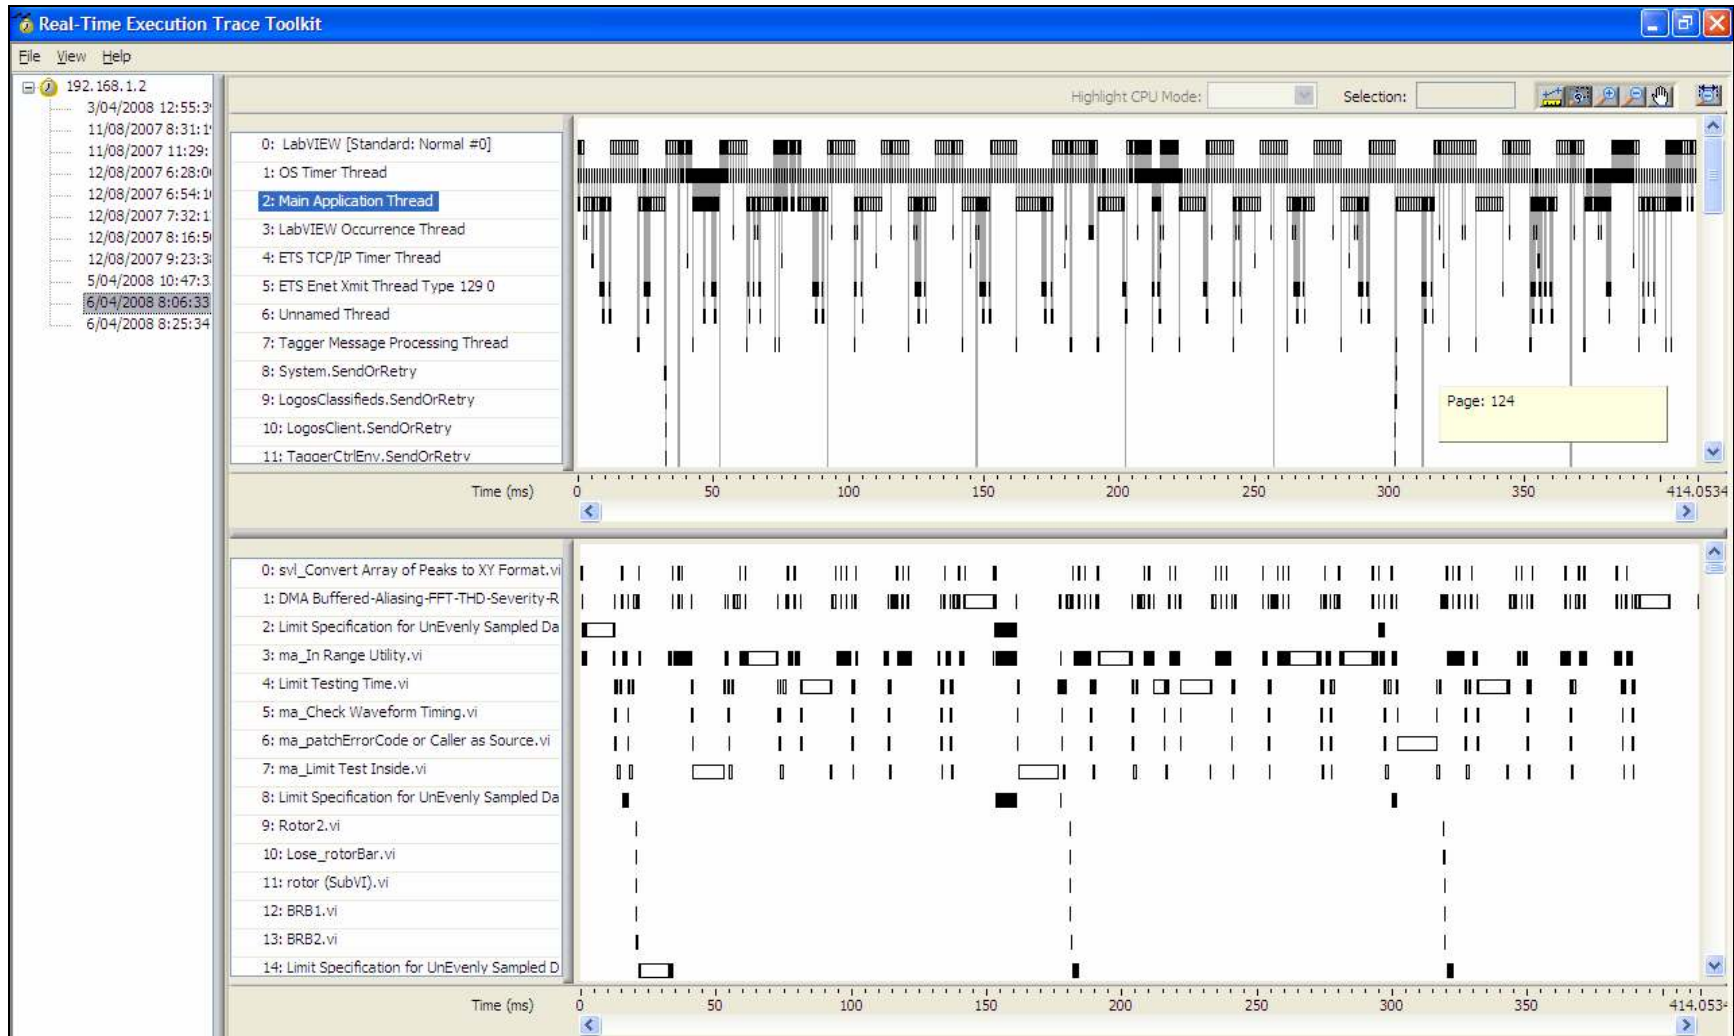 Real-Time Execution Trace Toolkit
File View Help
192.168.1.2
3/04/2008 12:55:3
11/08/2007 8:31:1
11/08/2007 11:29:
12/08/2007 6:28:0
12/08/2007 6:54:1
12/08/2007 7:32:1
12/08/2007 8:16:5
12/08/2007 9:23:3
5/04/2008 10:47:3
6/04/2008 8:06:33
6/04/2008 8:25:34
Highlight CPU Mode:
Selection:
0: LabVIEW [Standard: Normal #0]
1: OS Timer Thread
2: Main Application Thread
3: LabVIEW Occurrence Thread
4: ETS TCP/IP Timer Thread
5: ETS Enet Xmit Thread Type 129 0
6: Unnamed Thread
7: Tagger Message Processing Thread
8: System.SendOrRetry
9: LogosClassifieds.SendOrRetry
10: LogosClient.SendOrRetry
11: TaggerCtrlEnv.SendOrRetry
Page: 124
Time (ms) 0 50 100 150 200 250 300 350 414.0534
0: svl_Convert Array of Peaks to XY Format.vi
1: DMA Buffered-Aliasing-FFT-THD-Severity-R
2: Limit Specification for UnEvenly Sampled Da
3: ma_In Range Utility.vi
4: Limit Testing Time.vi
5: ma_Check Waveform Timing.vi
6: ma_patchErrorCode or Caller as Source.vi
7: ma_Limit Test Inside.vi
8: Limit Specification for UnEvenly Sampled Da
9: Rotor2.vi
10: Lose_rotorBar.vi
11: rotor (SubVI).vi
12: BRB1.vi
13: BRB2.vi
14: Limit Specification for UnEvenly Sampled D
Time (ms) 0 50 100 150 200 250 300 350 414.053